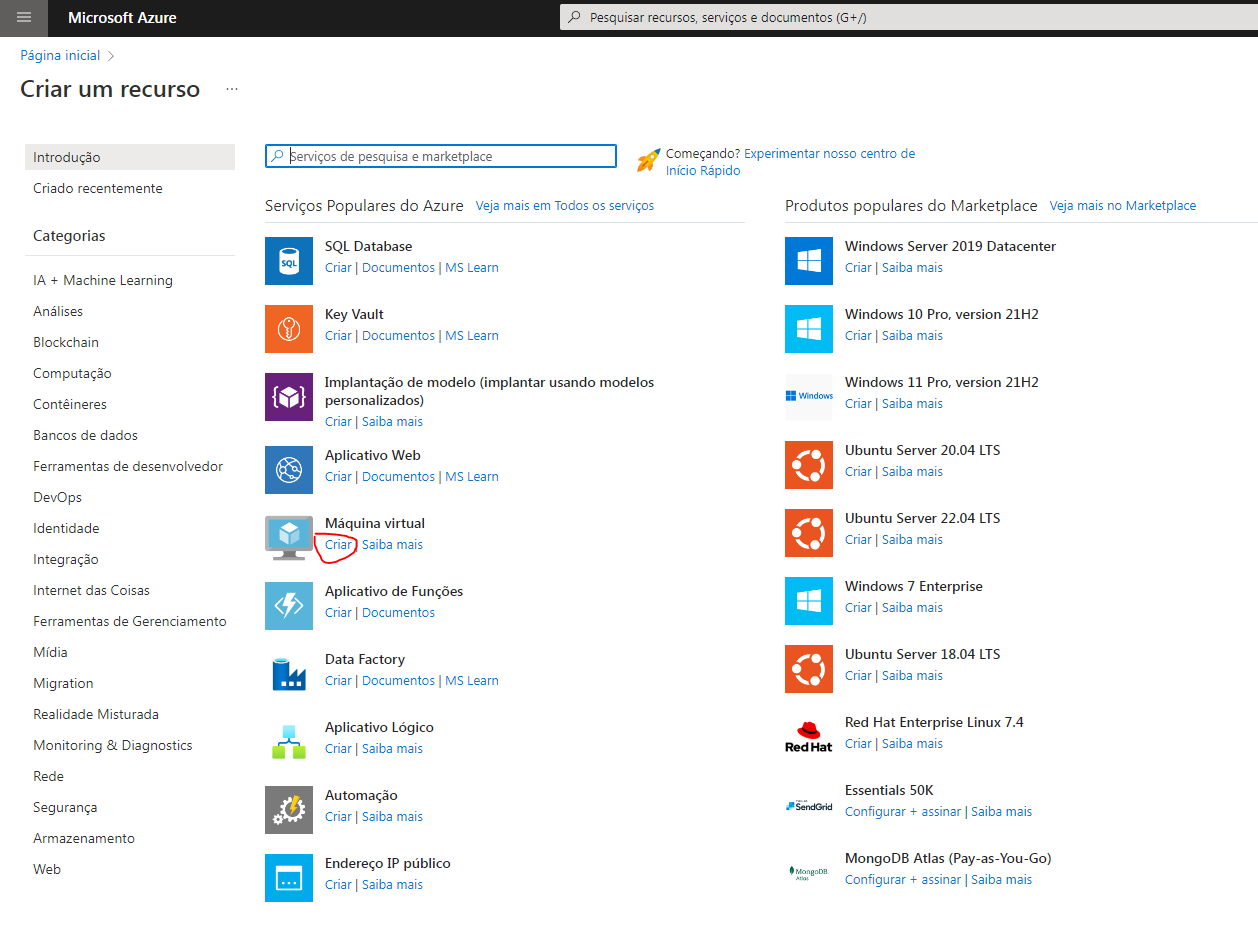 Microsoft Azure
Pesquisar recursos, serviços e documentos (G+/)
Página inicial
Criar um recurso
...
Introdução
Criado recentemente
Categorias
IA + Machine Learning
Análises
Blockchain
Computação
Contêineres
Bancos de dados
Ferramentas de desenvolvedor
DevOps
Identidade
Integração
Internet das Coisas
Ferramentas de Gerenciamento
Mídia
Migration
Realidade Misturada
Monitoring & Diagnostics
Rede
Segurança
Armazenamento
Web
Serviços de pesquisa e marketplace
Começando? Experimentar nosso centro de
Início Rápido
Serviços Populares do Azure Veja mais em Todos os serviços
SQL
SQL Database
Criar | Documentos | MS Learn
Key Vault
Criar | Documentos | MS Learn
Implantação de modelo (implantar usando modelos
personalizados)
Criar | Saiba mais
Aplicativo Web
Criar | Documentos | MS Learn
Máquina virtual
Criar | Saiba mais
Aplicativo de Funções
Criar | Documentos
Data Factory
Criar | Documentos | MS Learn
Aplicativo Lógico
Criar | Saiba mais
Automação
Criar | Saiba mais
Endereço IP público
Criar | Saiba mais
Produtos populares do Marketplace Veja mais no Marketplace
Windows Server 2019 Datacenter
Criar | Saiba mais
Windows 10 Pro, version 21H2
Criar | Saiba mais
Windows
Windows 11 Pro, version 21H2
Criar | Saiba mais
Ubuntu Server 20.04 LTS
Criar | Saiba mais
Ubuntu Server 22.04 LTS
Criar | Saiba mais
Windows 7 Enterprise
Criar | Saiba mais
Ubuntu Server 18.04 LTS
Criar | Saiba mais
Red Hat
Red Hat Enterprise Linux 7.4
Criar | Saiba mais
SendGrid
Essentials 50K
Configurar + assinar | Saiba mais
MongoDB
Atlas
MongoDB Atlas (Pay-as-You-Go)
Configurar + assinar | Saiba mais